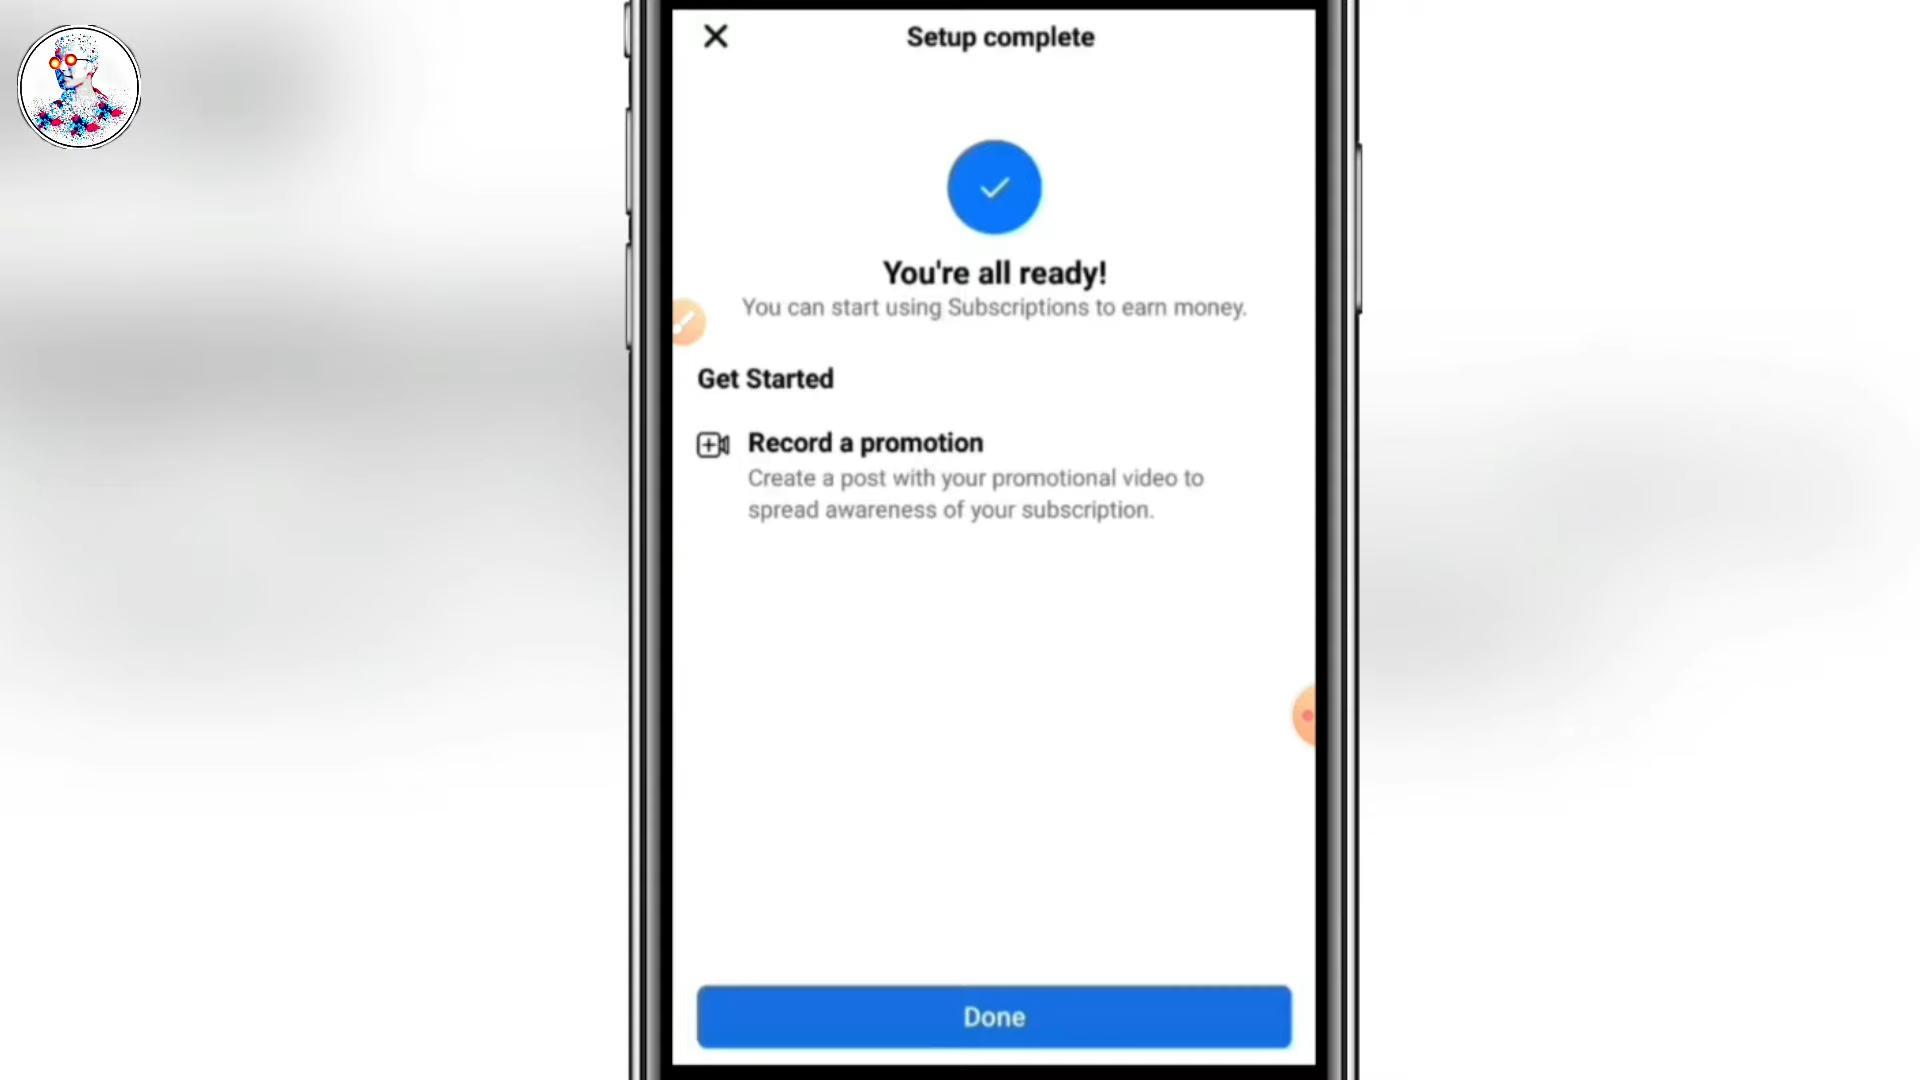 Setup complete
You're all ready!
You can start using Subscriptions to earn money.
Get Started
Record a promotion
Create a post with your promotional video to
spread awareness of your subscription.
Done